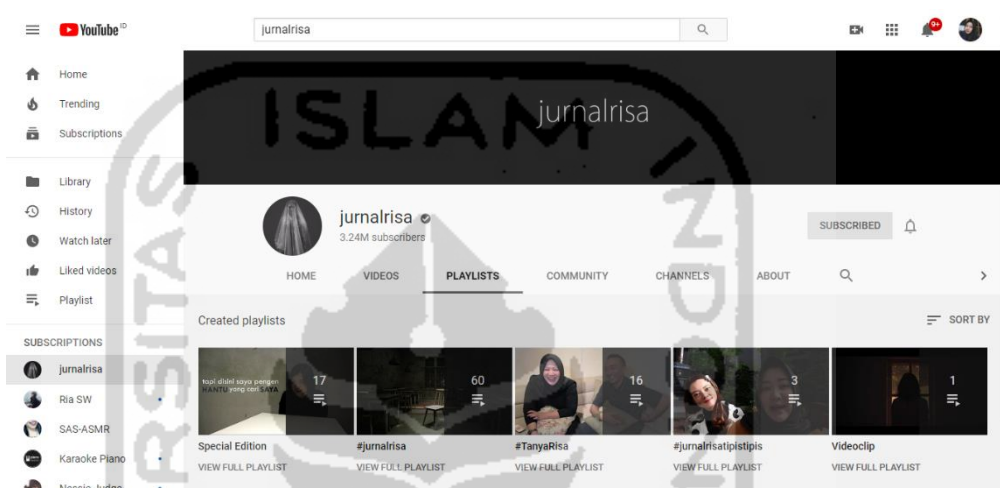 YouTube ID
jurnalrisa
9+
Home
Trending
Subscriptions
Library
History
Watch later
Liked videos
Playlist
SUBSCRIPTIONS
jurnalrisa
Ria SW
SAS-ASMR
Karaoke Piano
jurnalrisa
jurnalrisa
3.24M subscribers
SUBSCRIBED
HOME VIDEOS PLAYLISTS COMMUNITY CHANNELS ABOUT
Created playlists
SORT BY
tapi disini saya pengen
HANTU yang cari SAYA
17
60
16
3
1
Special Edition
#jurnalrisa
#TanyaRisa
#jurnalrisatipistipis
Videoclip
VIEW FULL PLAYLIST
VIEW FULL PLAYLIST
VIEW FULL PLAYLIST
VIEW FULL PLAYLIST
VIEW FULL PLAYLIST
ISLAM